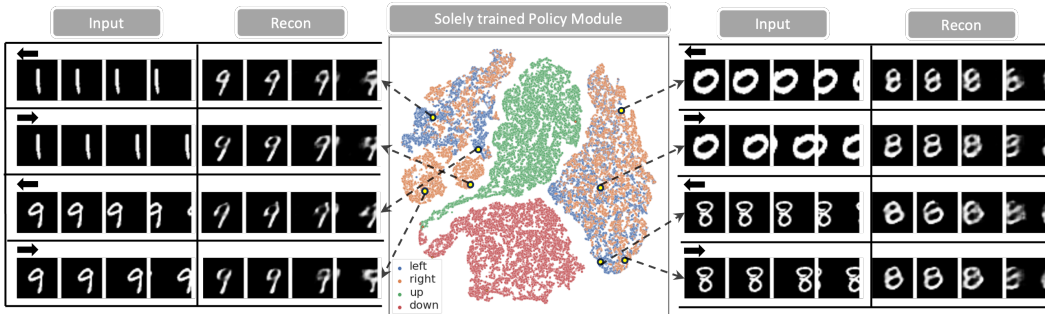 Input
Recon
Solely trained Policy Module
Input
Recon
left
right
up
down